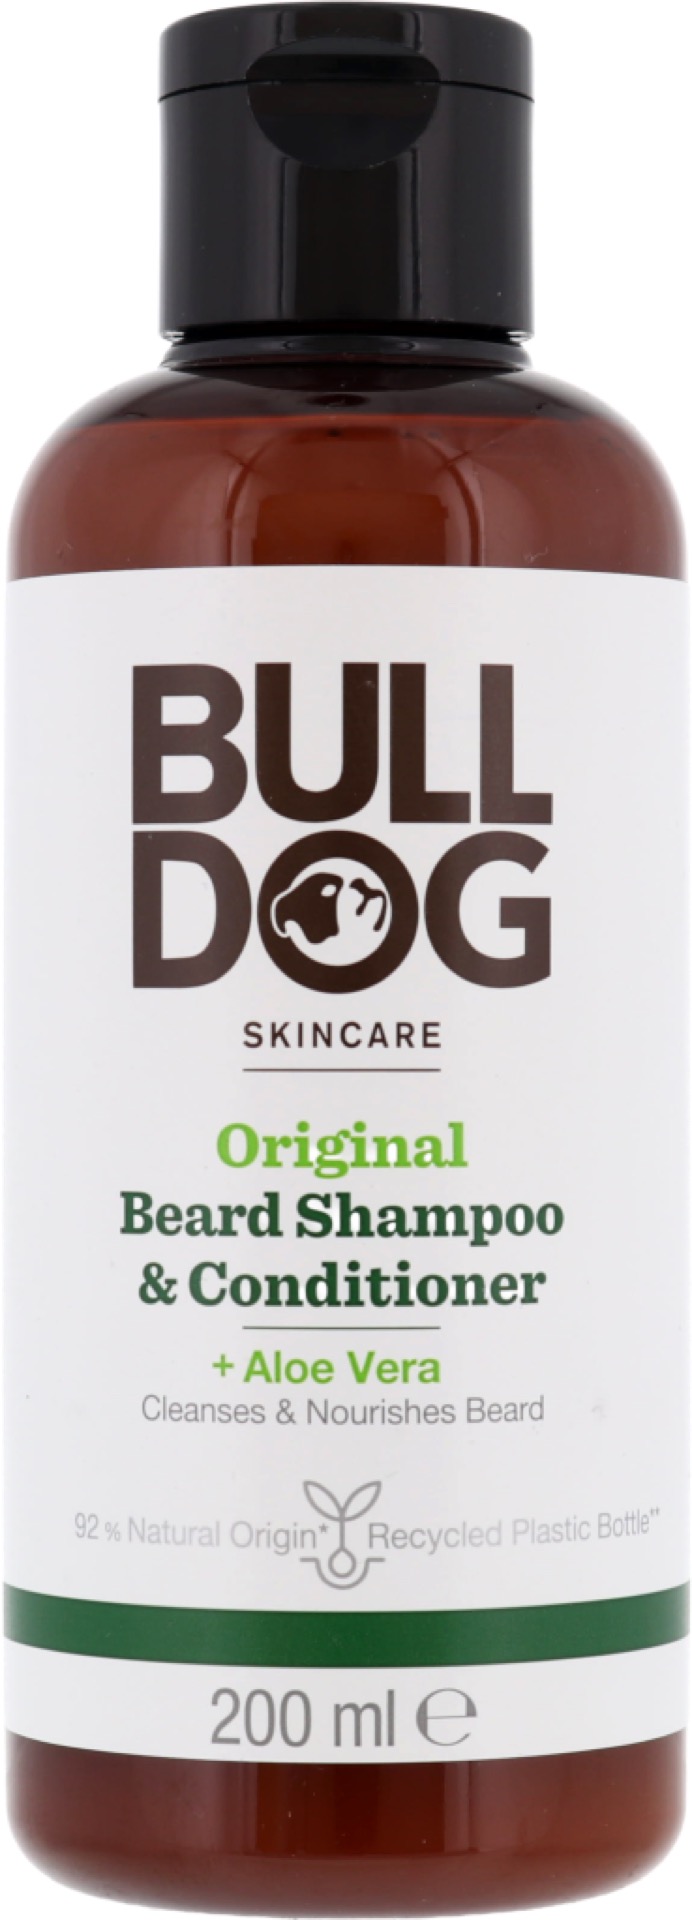 BULL
DOG
SKINCARE
Original
Beard Shampoo
& Conditioner
+ Aloe Vera
Cleanses & Nourishes Beard
92 % Natural Origin* Recycled Plastic Bottle**
200 ml ℮